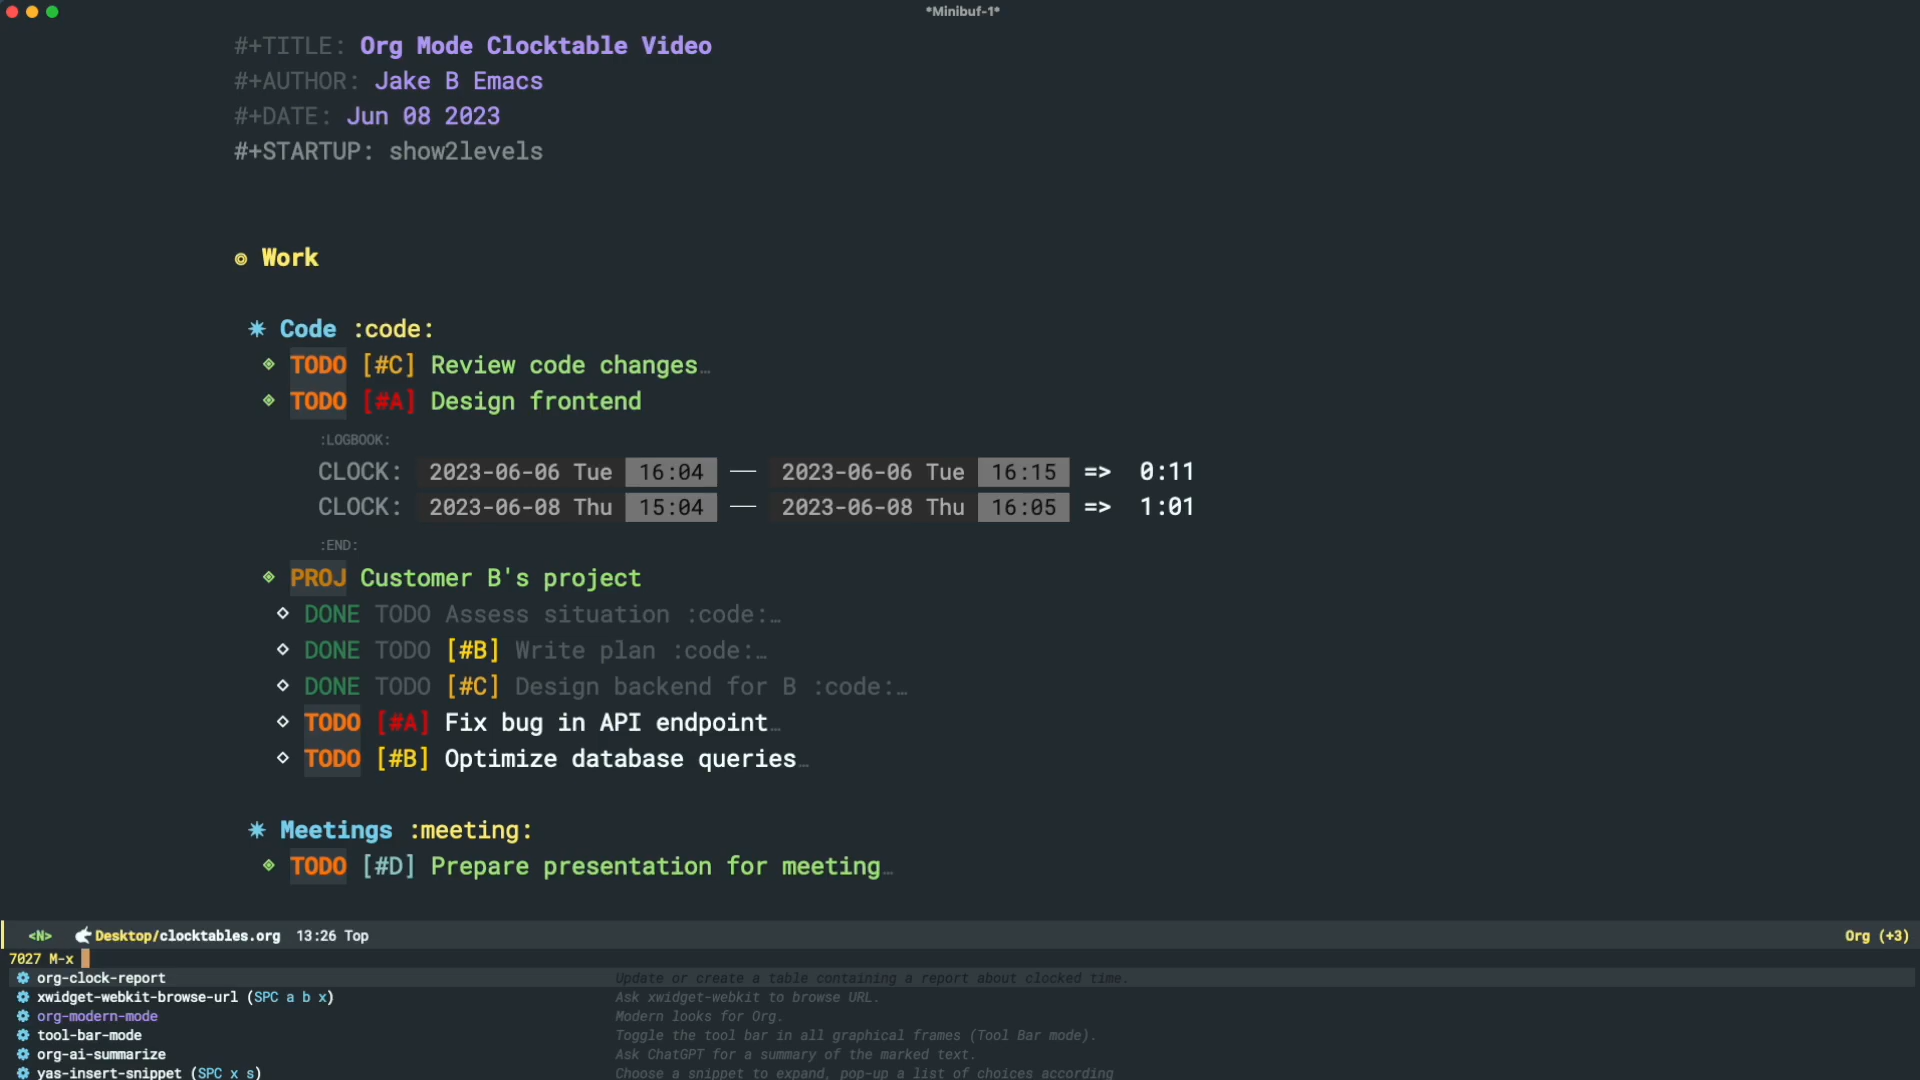 *Minibuf-1*
#+TITLE: Org Mode Clocktable Video
#+AUTHOR: Jake B Emacs
#+DATE: Jun 08 2023
#+STARTUP: show2levels
Work
Code :code:
TODO [#C] Review code changes…
TODO [#A] Design frontend
:LOGBOOK:
CLOCK: 2023-06-06 Tue 16:04 — 2023-06-06 Tue 16:15 => 0:11
CLOCK: 2023-06-08 Thu 15:04 — 2023-06-08 Thu 16:05 => 1:01
:END:
PROJ Customer B's project
DONE TODO Assess situation :code:…
DONE TODO [#B] Write plan :code:…
DONE TODO [#C] Design backend for B :code:…
TODO [#A] Fix bug in API endpoint…
TODO [#B] Optimize database queries…
Meetings :meeting:
TODO [#D] Prepare presentation for meeting…
<N> Desktop/clocktables.org 13:26 Top Org (+3)
7027 M-x
org-clock-report Update or create a table containing a report about clocked time.
xwidget-webkit-browse-url (SPC a b x) Ask xwidget-webkit to browse URL.
org-modern-mode Modern looks for Org.
tool-bar-mode Toggle the tool bar in all graphical frames (Tool Bar mode).
org-ai-summarize Ask ChatGPT for a summary of the marked text.
yas-insert-snippet (SPC x s) Choose a snippet to expand, pop-up a list of choices according